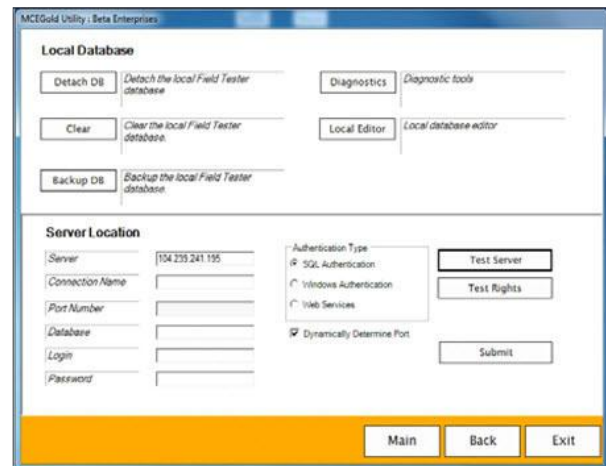 MCEGold Utility : Beta Enterprises
Local Database
Detach DB
Detach the local Field Tester
database
Diagnostics
Diagnostic tools
Clear
Clear the local Field Tester
database.
Local Editor
Local database editor
Backup DB
Backup the local Field Tester
database.
Server Location
Server
104.239.241.195
Connection Name
Port Number
Database
Login
Password
Authentication Type
SQL Authentication
Windows Authentication
Web Services
Dynamically Determine Port
Test Server
Test Rights
Submit
Main
Back
Exit